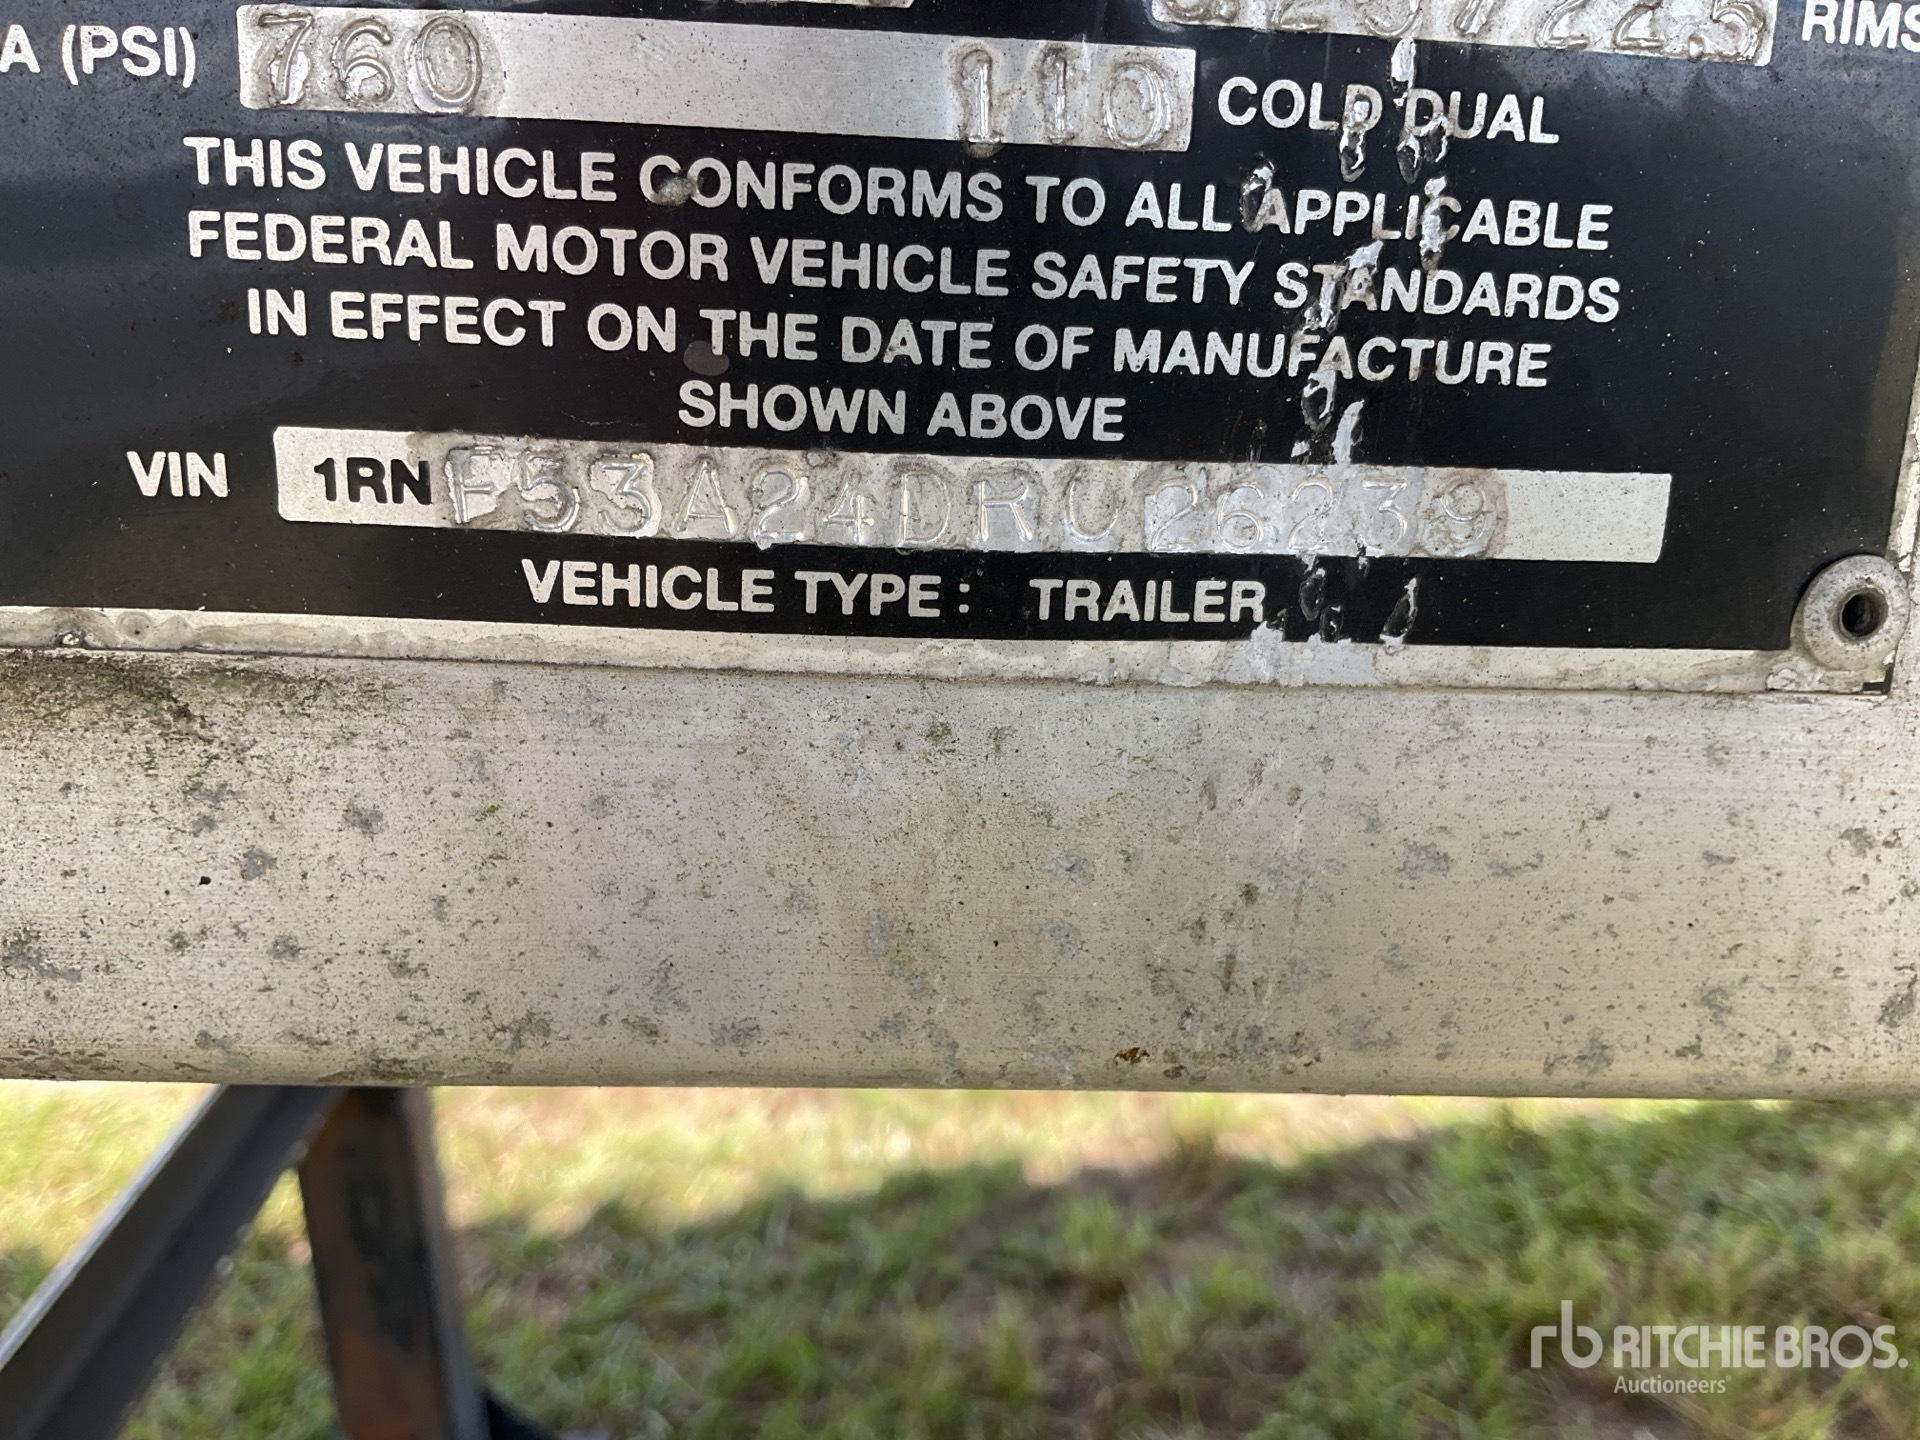 A (PSI) 760 110 COLD DUAL
RIMS
THIS VEHICLE CONFORMS TO ALL APPLICABLE
FEDERAL MOTOR VEHICLE SAFETY STANDARDS
IN EFFECT ON THE DATE OF MANUFACTURE
SHOWN ABOVE
VIN 1RNF53A24DR026239
VEHICLE TYPE: TRAILER
rb RITCHIE BROS.
Auctioneers